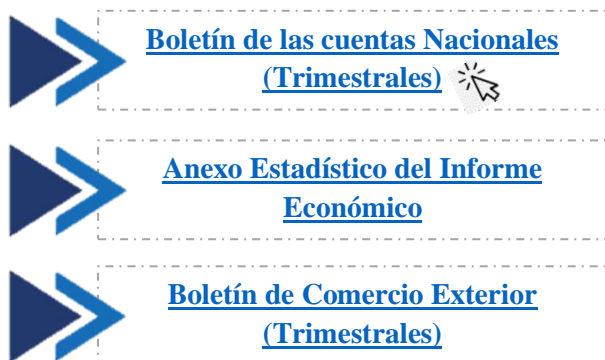 Boletín de las cuentas Nacionales
(Trimestrales)
Anexo Estadístico del Informe
Económico
Boletín de Comercio Exterior
(Trimestrales)